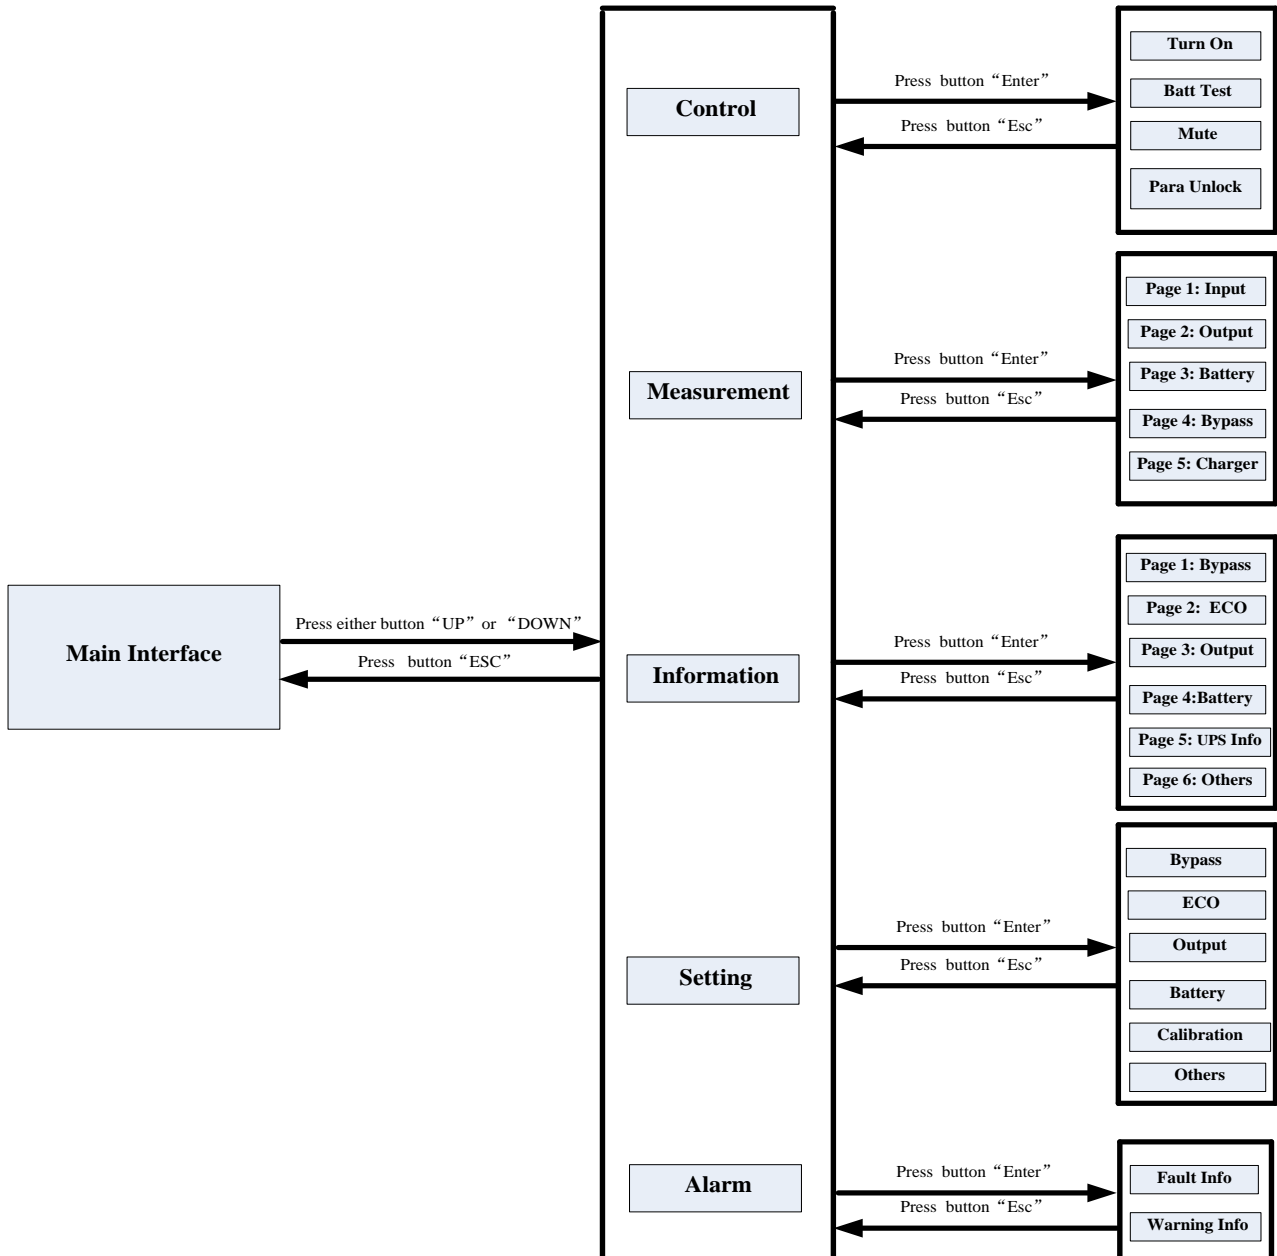 Main Interface
Press either button “UP” or “DOWN”
Press button “ESC”
Control
Press button “Enter”
Press button “Esc”
Turn On
Batt Test
Mute
Para Unlock
Measurement
Press button “Enter”
Press button “Esc”
Page 1: Input
Page 2: Output
Page 3: Battery
Page 4: Bypass
Page 5: Charger
Information
Press button “Enter”
Press button “Esc”
Page 1: Bypass
Page 2: ECO
Page 3: Output
Page 4:Battery
Page 5: UPS Info
Page 6: Others
Setting
Press button “Enter”
Press button “Esc”
Bypass
ECO
Output
Battery
Calibration
Others
Alarm
Press button “Enter”
Press button “Esc”
Fault Info
Warning Info